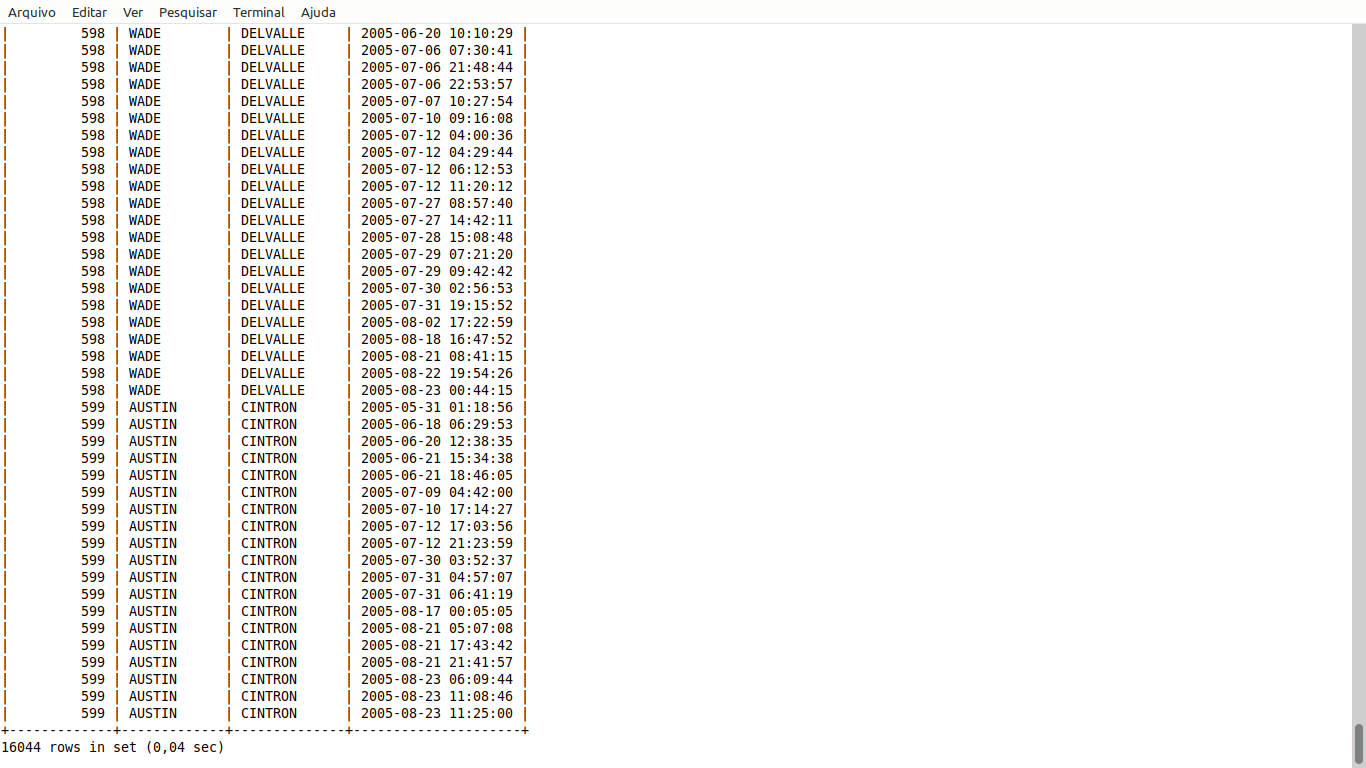 Arquivo Editar Ver Pesquisar Terminal Ajuda
|         598 | WADE        | DELVALLE     | 2005-06-20 10:10:29 |
|         598 | WADE        | DELVALLE     | 2005-07-06 07:30:41 |
|         598 | WADE        | DELVALLE     | 2005-07-06 21:48:44 |
|         598 | WADE        | DELVALLE     | 2005-07-06 22:53:57 |
|         598 | WADE        | DELVALLE     | 2005-07-07 10:27:54 |
|         598 | WADE        | DELVALLE     | 2005-07-10 09:16:08 |
|         598 | WADE        | DELVALLE     | 2005-07-12 04:00:36 |
|         598 | WADE        | DELVALLE     | 2005-07-12 04:29:44 |
|         598 | WADE        | DELVALLE     | 2005-07-12 06:12:53 |
|         598 | WADE        | DELVALLE     | 2005-07-12 11:20:12 |
|         598 | WADE        | DELVALLE     | 2005-07-27 08:57:40 |
|         598 | WADE        | DELVALLE     | 2005-07-27 14:42:11 |
|         598 | WADE        | DELVALLE     | 2005-07-28 15:08:48 |
|         598 | WADE        | DELVALLE     | 2005-07-29 07:21:20 |
|         598 | WADE        | DELVALLE     | 2005-07-29 09:42:42 |
|         598 | WADE        | DELVALLE     | 2005-07-30 02:56:53 |
|         598 | WADE        | DELVALLE     | 2005-07-31 19:15:52 |
|         598 | WADE        | DELVALLE     | 2005-08-02 17:22:59 |
|         598 | WADE        | DELVALLE     | 2005-08-18 16:47:52 |
|         598 | WADE        | DELVALLE     | 2005-08-21 08:41:15 |
|         598 | WADE        | DELVALLE     | 2005-08-22 19:54:26 |
|         598 | WADE        | DELVALLE     | 2005-08-23 00:44:15 |
|         599 | AUSTIN      | CINTRON      | 2005-05-31 01:18:56 |
|         599 | AUSTIN      | CINTRON      | 2005-06-18 06:29:53 |
|         599 | AUSTIN      | CINTRON      | 2005-06-20 12:38:35 |
|         599 | AUSTIN      | CINTRON      | 2005-06-21 15:34:38 |
|         599 | AUSTIN      | CINTRON      | 2005-06-21 18:46:05 |
|         599 | AUSTIN      | CINTRON      | 2005-07-09 04:42:00 |
|         599 | AUSTIN      | CINTRON      | 2005-07-10 17:14:27 |
|         599 | AUSTIN      | CINTRON      | 2005-07-12 17:03:56 |
|         599 | AUSTIN      | CINTRON      | 2005-07-12 21:23:59 |
|         599 | AUSTIN      | CINTRON      | 2005-07-30 03:52:37 |
|         599 | AUSTIN      | CINTRON      | 2005-07-31 04:57:07 |
|         599 | AUSTIN      | CINTRON      | 2005-07-31 06:41:19 |
|         599 | AUSTIN      | CINTRON      | 2005-08-17 00:05:05 |
|         599 | AUSTIN      | CINTRON      | 2005-08-21 05:07:08 |
|         599 | AUSTIN      | CINTRON      | 2005-08-21 17:43:42 |
|         599 | AUSTIN      | CINTRON      | 2005-08-21 21:41:57 |
|         599 | AUSTIN      | CINTRON      | 2005-08-23 06:09:44 |
|         599 | AUSTIN      | CINTRON      | 2005-08-23 11:08:46 |
|         599 | AUSTIN      | CINTRON      | 2005-08-23 11:25:00 |
+-------------+-------------+--------------+---------------------+
16044 rows in set (0,04 sec)